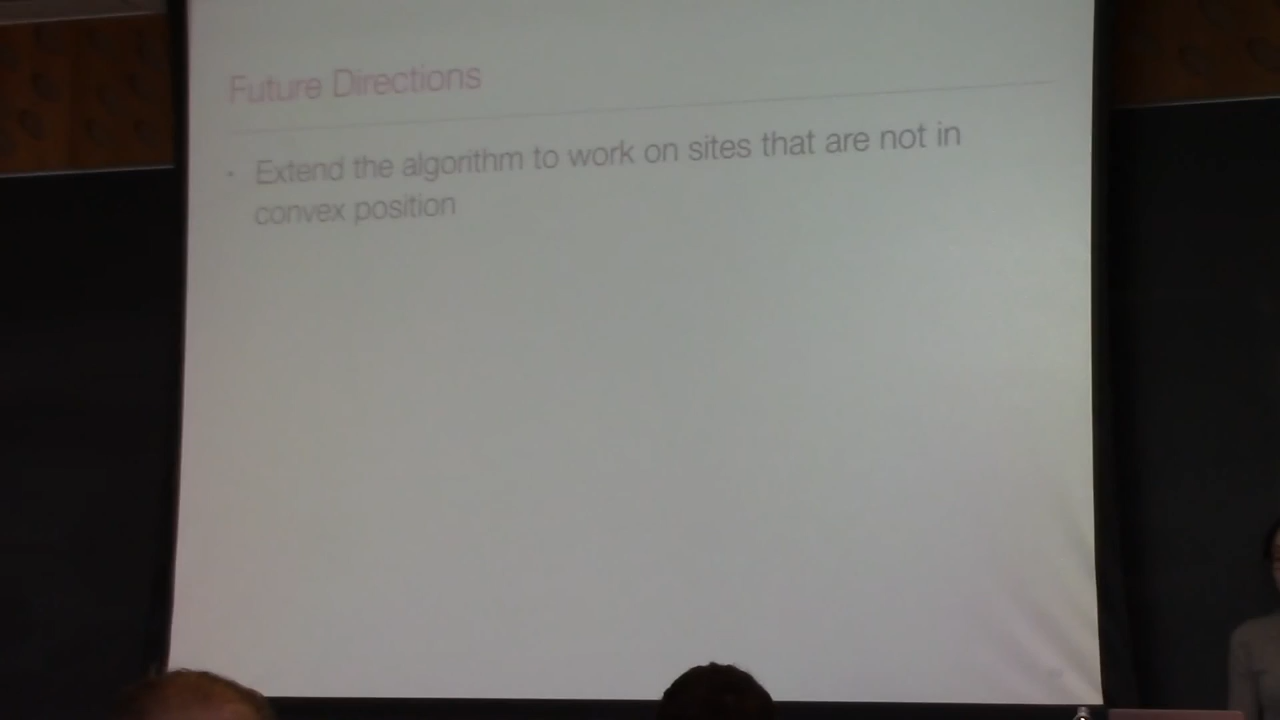 Future Directions
· Extend the algorithm to work on sites that are not in
convex position